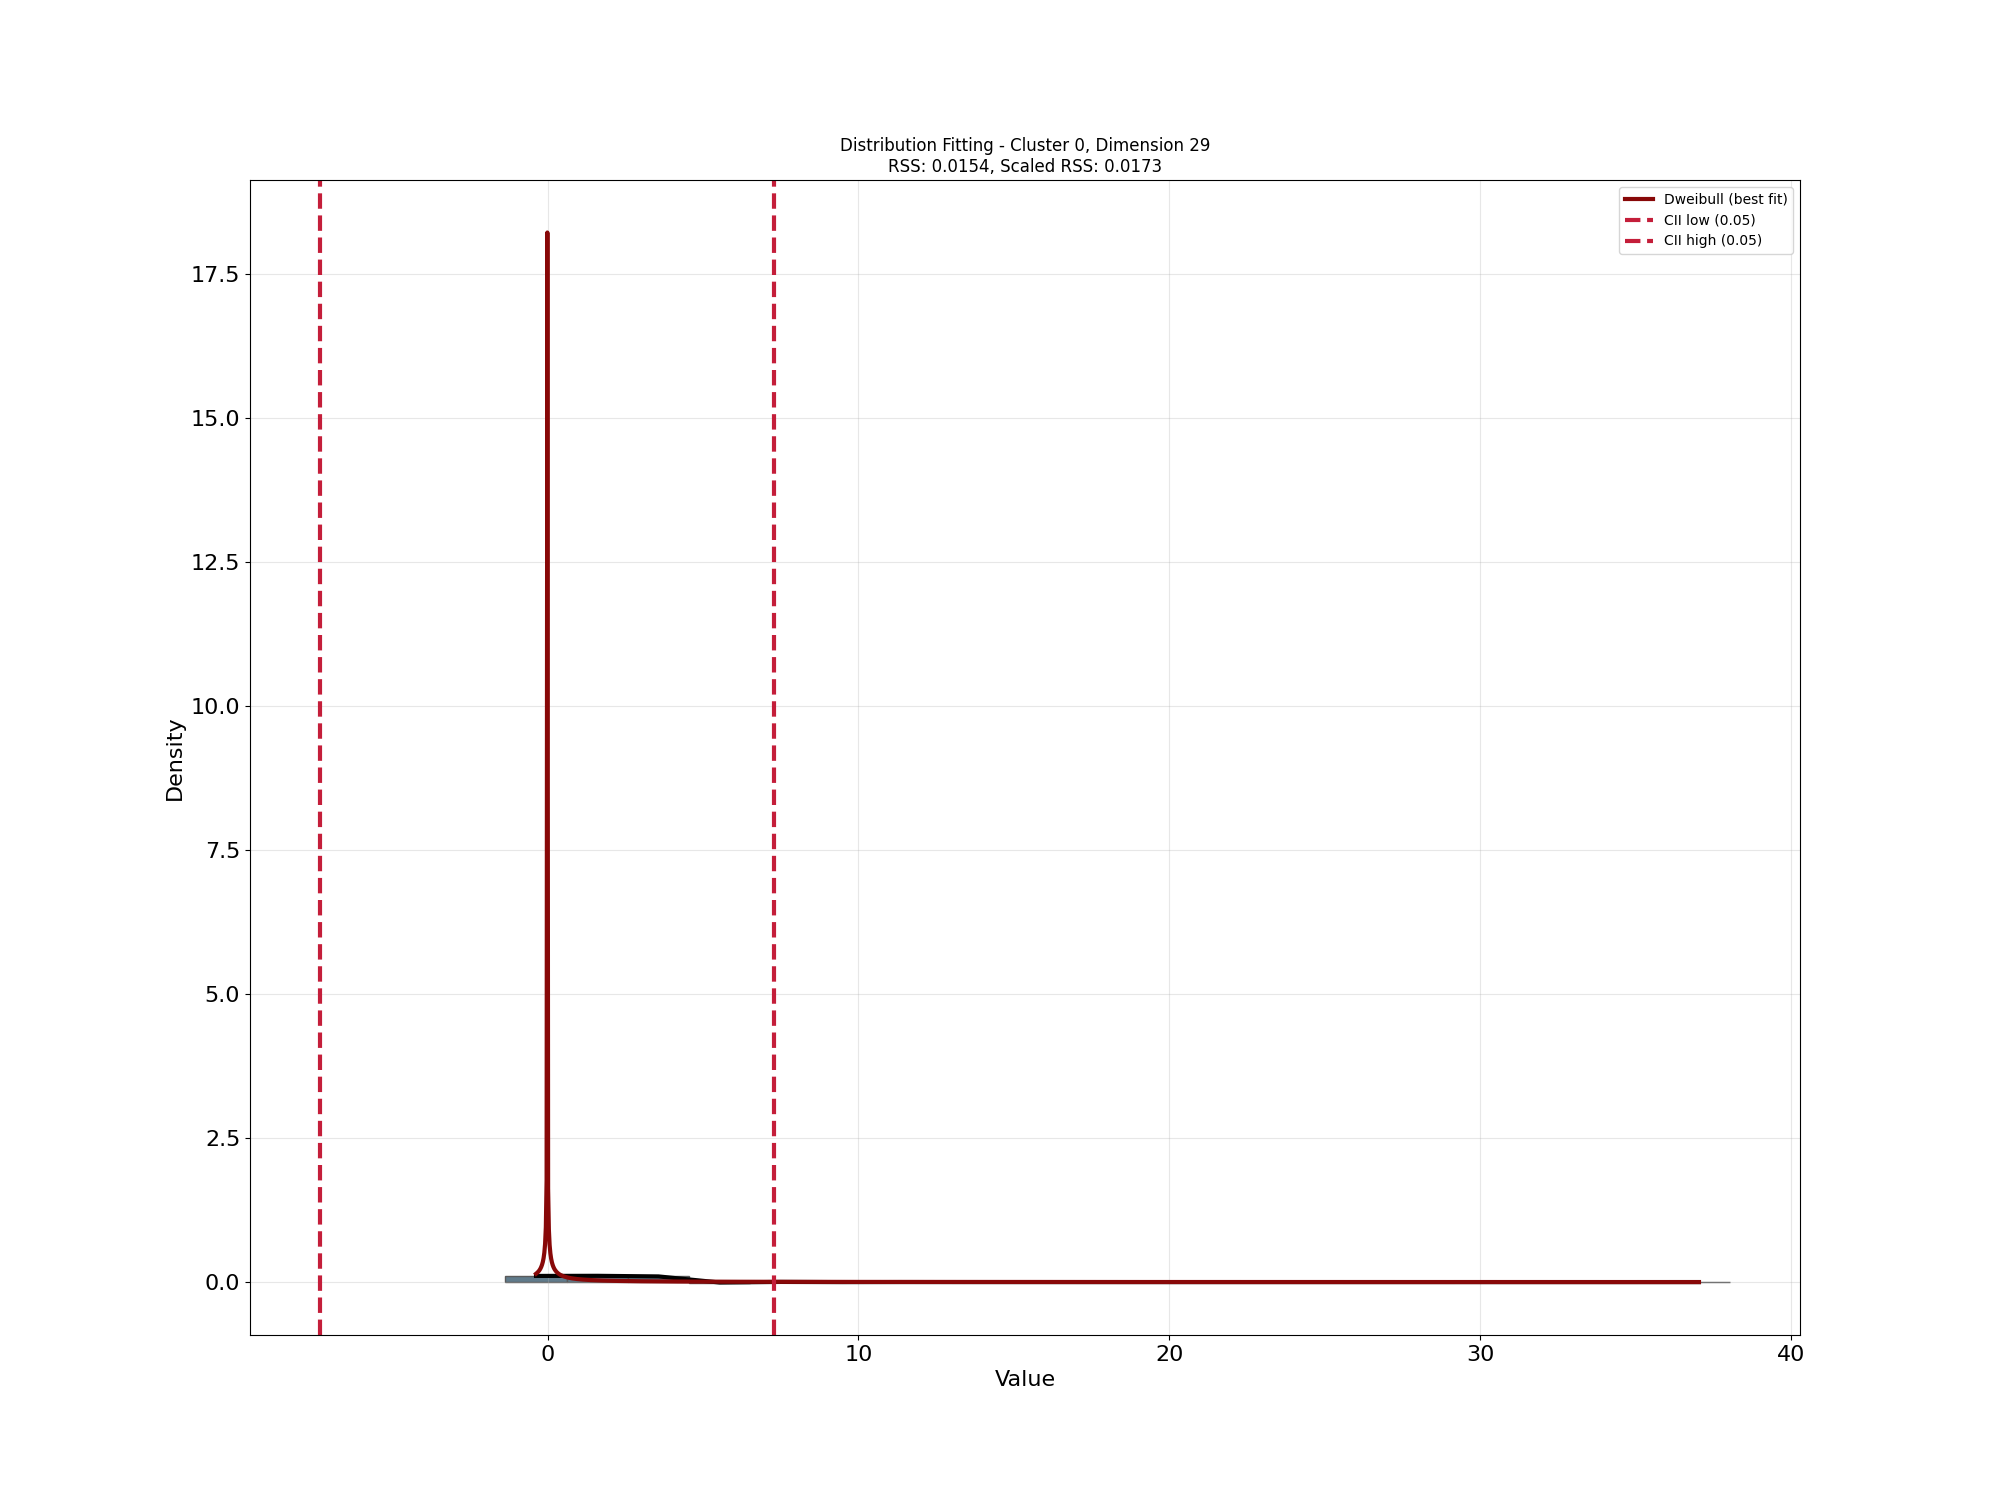 Distribution Fitting - Cluster 0, Dimension 29
RSS: 0.0154, Scaled RSS: 0.0173
Dweibull (best fit)
CII low (0.05)
CII high (0.05)
17.5
15.0
12.5
10.0
7.5
5.0
2.5
0.0
Density
0 10 20 30 40
Value